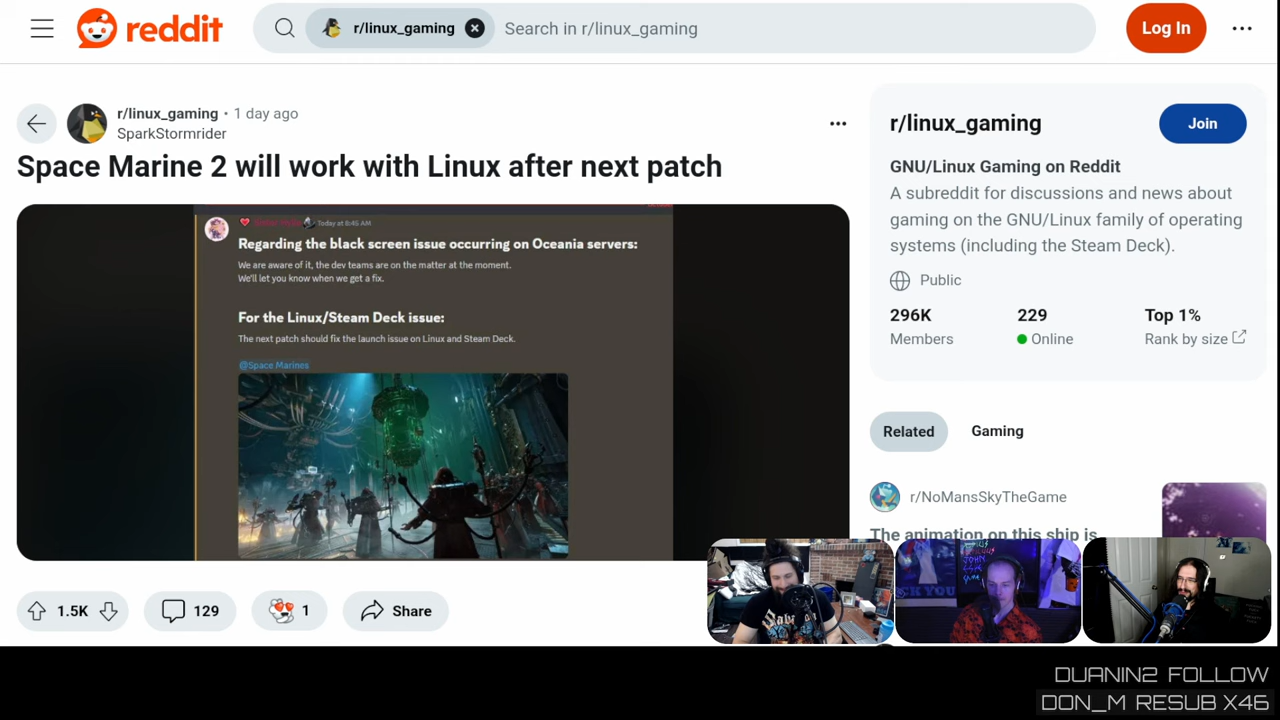 reddit
r/linux_gaming
Search in r/linux_gaming
Log In
r/linux_gaming • 1 day ago
SparkStormrider
Space Marine 2 will work with Linux after next patch
Today at 8:45 AM
Regarding the black screen issue occurring on Oceania servers:
We are aware of it, the dev teams are on the matter at the moment.
We'll let you know when we get a fix.
For the Linux/Steam Deck issue:
The next patch should fix the launch issue on Linux and Steam Deck.
@Space Marines
1.5K
129
1
Share
r/linux_gaming
Join
GNU/Linux Gaming on Reddit
A subreddit for discussions and news about
gaming on the GNU/Linux family of operating
systems (including the Steam Deck).
Public
296K
229
Top 1%
Members
Online
Rank by size
Related
Gaming
r/NoMansSkyTheGame
The animation on this ship is
DUANIN2 FOLLOW
DON_M RESUB X46